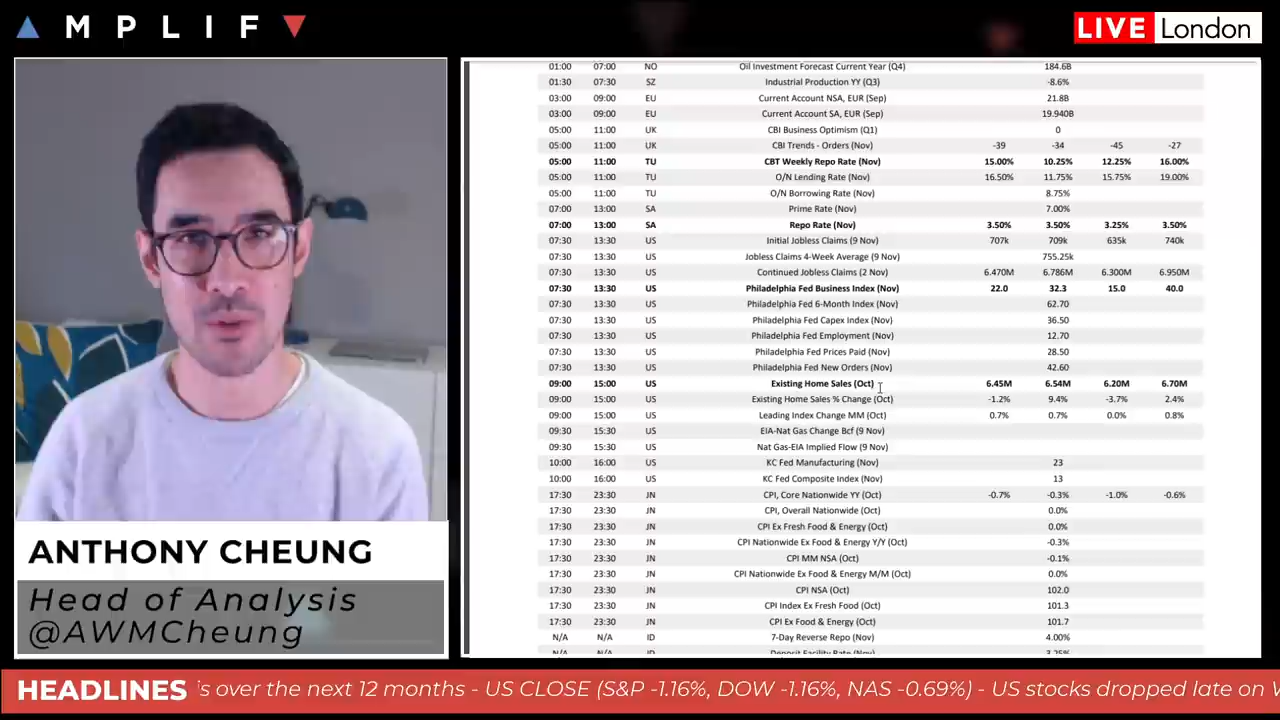 AMPLIFY
LIVE London
01:00 07:00 NO Oil Investment Forecast Current Year (Q4) 184.6B
01:30 07:30 SZ Industrial Production YY (Q3) -8.6%
03:00 09:00 EU Current Account NSA, EUR (Sep) 21.8B
03:00 09:00 EU Current Account SA, EUR (Sep) 19.940B
05:00 11:00 UK CBI Business Optimism (Q1) 0
05:00 11:00 UK CBI Trends - Orders (Nov) -39 -34 -45 -27
05:00 11:00 TU CBT Weekly Repo Rate (Nov) 15.00% 10.25% 12.25% 16.00%
05:00 11:00 TU O/N Lending Rate (Nov) 16.50% 11.75% 15.75% 19.00%
05:00 11:00 TU O/N Borrowing Rate (Nov) 8.75%
07:00 13:00 SA Prime Rate (Nov) 7.00%
07:00 13:00 SA Repo Rate (Nov) 3.50% 3.50% 3.25% 3.50%
07:30 13:30 US Initial Jobless Claims (9 Nov) 707k 709k 635k 740k
07:30 13:30 US Jobless Claims 4-Week Average (9 Nov) 755.25k
07:30 13:30 US Continued Jobless Claims (2 Nov) 6.470M 6.786M 6.300M 6.950M
07:30 13:30 US Philadelphia Fed Business Index (Nov) 22.0 32.3 15.0 40.0
07:30 13:30 US Philadelphia Fed 6-Month Index (Nov) 62.70
07:30 13:30 US Philadelphia Fed Capex Index (Nov) 36.50
07:30 13:30 US Philadelphia Fed Employment (Nov) 12.70
07:30 13:30 US Philadelphia Fed Prices Paid (Nov) 28.50
07:30 13:30 US Philadelphia Fed New Orders (Nov) 42.60
09:00 15:00 US Existing Home Sales (Oct) 6.45M 6.54M 6.20M 6.70M
09:00 15:00 US Existing Home Sales % Change (Oct) -1.2% 9.4% -3.7% 2.4%
09:00 15:00 US Leading Index Change MM (Oct) 0.7% 0.7% 0.0% 0.8%
09:30 15:30 US EIA-Nat Gas Change Bcf (9 Nov)
09:30 15:30 US Nat Gas-EIA Implied Flow (9 Nov)
10:00 16:00 US KC Fed Manufacturing (Nov) 23
10:00 16:00 US KC Fed Composite Index (Nov) 13
17:30 23:30 JN CPI, Core Nationwide YY (Oct) -0.7% -0.3% -1.0% -0.6%
17:30 23:30 JN CPI, Overall Nationwide (Oct) 0.0%
17:30 23:30 JN CPI Ex Fresh Food & Energy (Oct) 0.0%
17:30 23:30 JN CPI Nationwide Ex Food & Energy Y/Y (Oct) -0.3%
17:30 23:30 JN CPI MM NSA (Oct) -0.1%
17:30 23:30 JN CPI Nationwide Ex Food & Energy M/M (Oct) 0.0%
17:30 23:30 JN CPI NSA (Oct) 102.0
17:30 23:30 JN CPI Index Ex Fresh Food (Oct) 101.3
17:30 23:30 JN CPI Ex Food & Energy (Oct) 101.7
N/A N/A ID 7-Day Reverse Repo (Nov) 4.00%
N/A N/A ID Deposit Facility Rate (Nov) 3.25%
ANTHONY CHEUNG
Head of Analysis
@AWMCheung
HEADLINES is over the next 12 months - US CLOSE (S&P -1.16%, DOW -1.16%, NAS -0.69%) - US stocks dropped late on